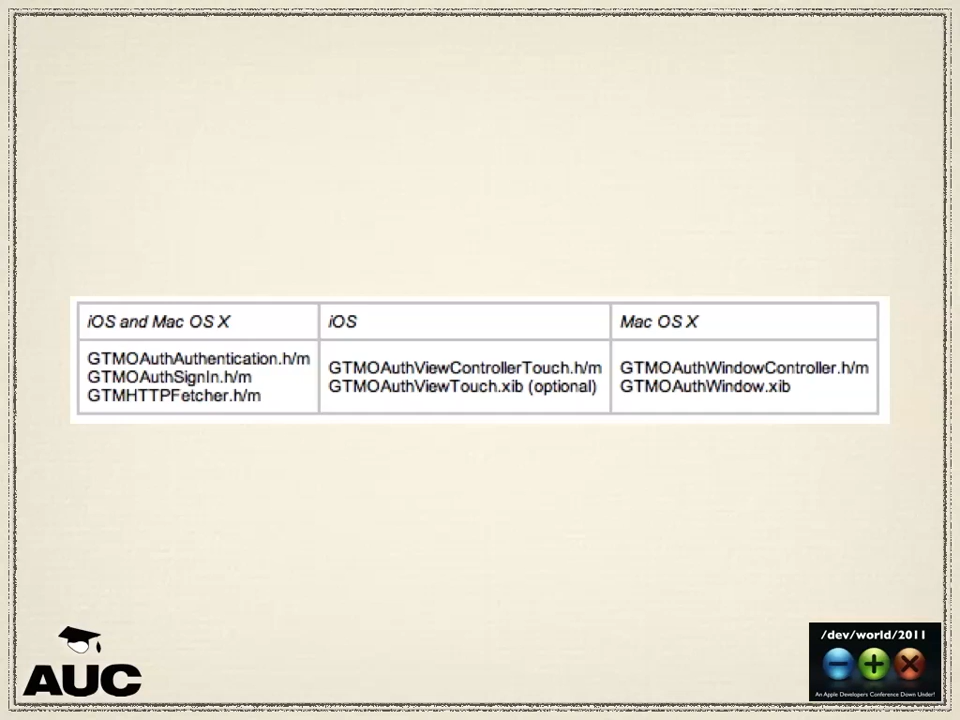 iOS and Mac OS X
iOS
Mac OS X
GTMOAuthAuthentication.h/m
GTMOAuthSignIn.h/m
GTMHTTPFetcher.h/m
GTMOAuthViewControllerTouch.h/m
GTMOAuthViewTouch.xib (optional)
GTMOAuthWindowController.h/m
GTMOAuthWindow.xib
AUC
/dev/world/2011
An Apple Developers Conference Down Under!